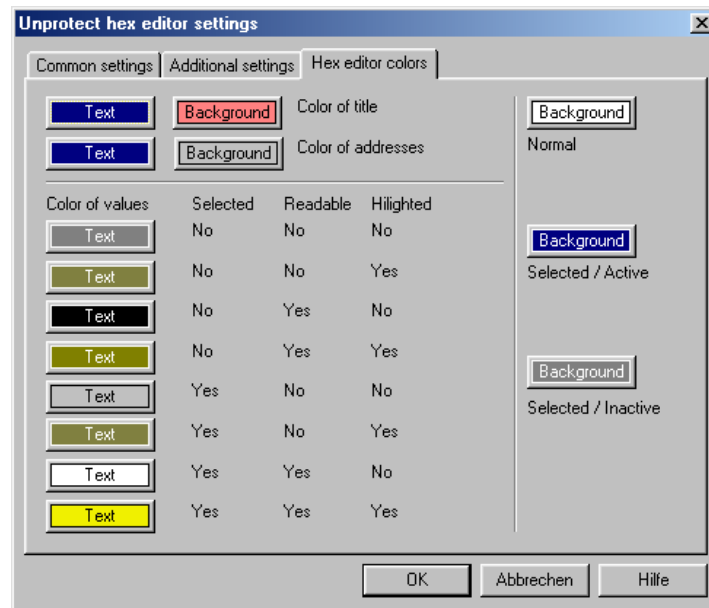 Unprotect hex editor settings
Common settings Additional settings Hex editor colors
Text Background Color of title
Text Background Color of addresses
Color of values Selected Readable Hilighted
Text No No No
Text No No Yes
Text No Yes No
Text No Yes Yes
Text Yes No No
Text Yes No Yes
Text Yes Yes No
Text Yes Yes Yes
Background
Normal
Background
Selected / Active
Background
Selected / Inactive
OK Abbrechen Hilfe